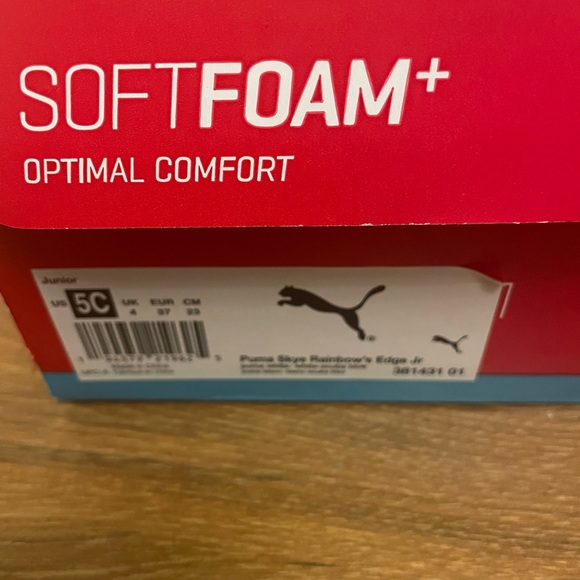 SOFTFOAM+
OPTIMAL COMFORT
Junior
US 5C UK EUR CM
4 37 23
Puma Skye Rainbow's Edge Jr
381431 01